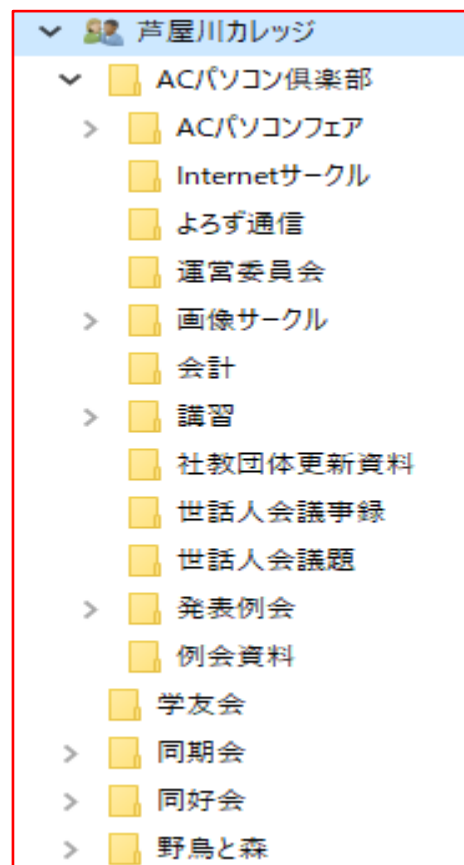 芦屋川カレッジ
ACパソコン倶楽部
ACパソコンフェア
Internetサークル
よろず通信
運営委員会
画像サークル
会計
講習
社教団体更新資料
世話人会議事録
世話人会議題
発表例会
例会資料
学友会
同期会
同好会
野鳥と森